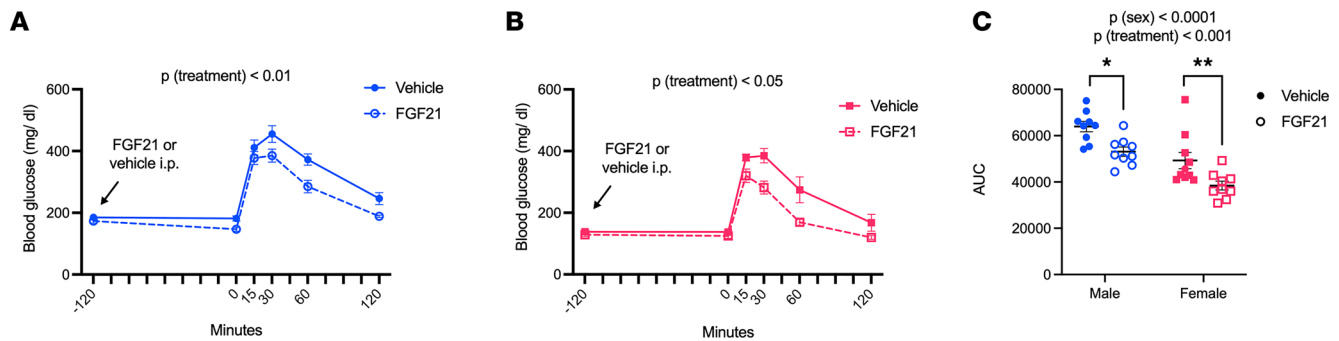 A
p (treatment) < 0.01
Vehicle
FGF21
600
400
200
0
Blood glucose (mg/ dl)
FGF21 or
vehicle i.p.
-120
0
15
30
60
120
Minutes
B
p (treatment) < 0.05
Vehicle
FGF21
600
400
200
0
Blood glucose (mg/ dl)
FGF21 or
vehicle i.p.
-120
0
15
30
60
120
Minutes
C
p (sex) < 0.0001
p (treatment) < 0.001
* **
Vehicle
FGF21
80000
60000
40000
20000
0
AUC
Male Female